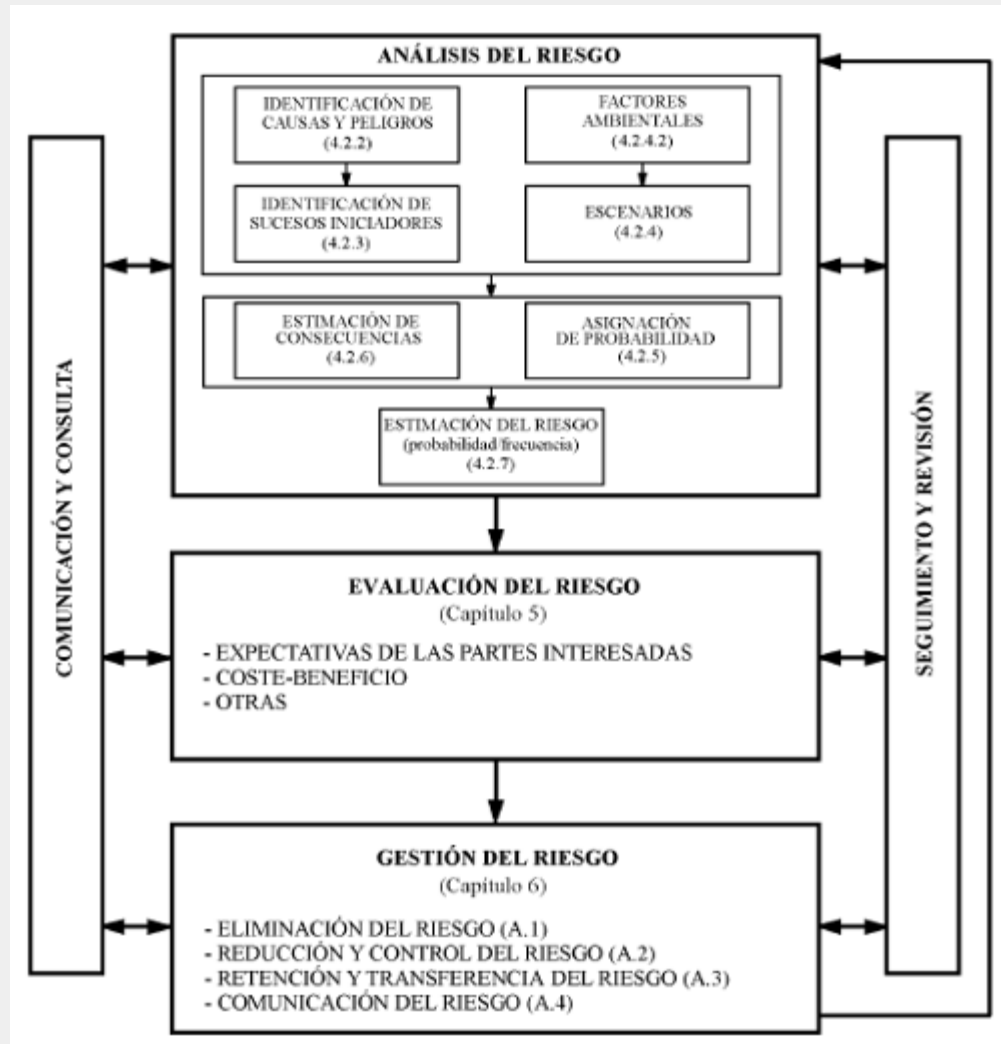 ANÁLISIS DEL RIESGO
IDENTIFICACIÓN DE
CAUSAS Y PELIGROS
(4.2.2)
FACTORES
AMBIENTALES
(4.2.4.2)
IDENTIFICACIÓN DE
SUCESOS INICIADORES
(4.2.3)
ESCENARIOS
(4.2.4)
ESTIMACIÓN DE
CONSECUENCIAS
(4.2.6)
ASIGNACIÓN
DE PROBABILIDAD
(4.2.5)
ESTIMACIÓN DEL RIESGO
(probabilidad/frecuencia)
(4.2.7)
COMUNICACIÓN Y CONSULTA
SEGUIMIENTO Y REVISIÓN
EVALUACIÓN DEL RIESGO
(Capítulo 5)
- EXPECTATIVAS DE LAS PARTES INTERESADAS
- COSTE-BENEFICIO
- OTRAS
GESTIÓN DEL RIESGO
(Capítulo 6)
- ELIMINACIÓN DEL RIESGO (A.1)
- REDUCCIÓN Y CONTROL DEL RIESGO (A.2)
- RETENCIÓN Y TRANSFERENCIA DEL RIESGO (A.3)
- COMUNICACIÓN DEL RIESGO (A.4)